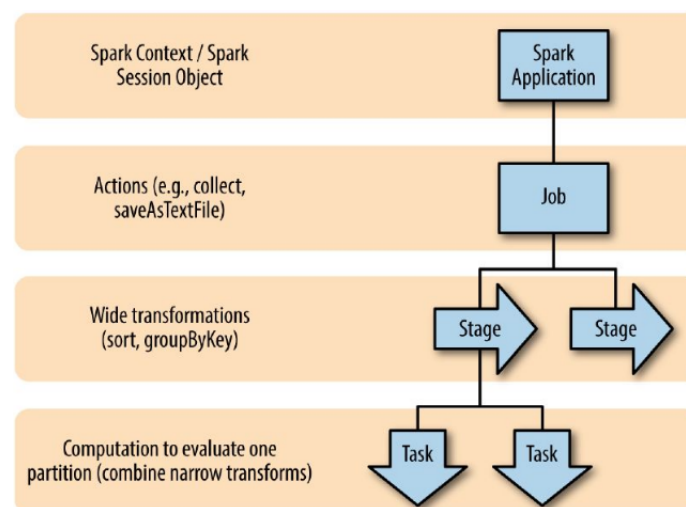 Spark Context / Spark
Session Object
Spark
Application
Actions (e.g., collect,
saveAsTextFile)
Job
Wide transformations
(sort, groupByKey)
Stage
Stage
Computation to evaluate one
partition (combine narrow transforms)
Task
Task